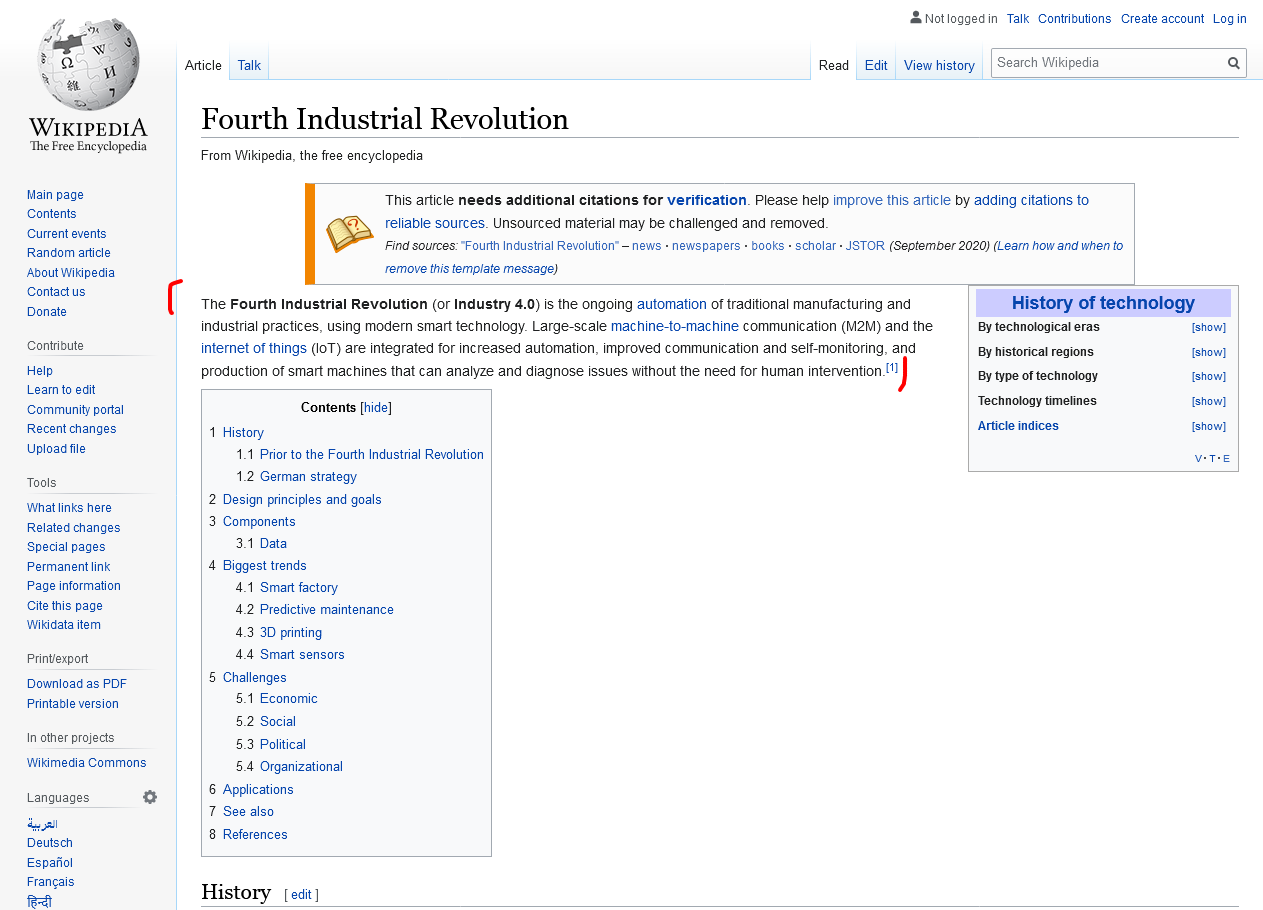 Not logged in Talk Contributions Create account Log in
Article Talk Read Edit View history Search Wikipedia
WIKIPEDIA
The Free Encyclopedia
Main page
Contents
Current events
Random article
About Wikipedia
Contact us
Donate
Contribute
Help
Learn to edit
Community portal
Recent changes
Upload file
Tools
What links here
Related changes
Special pages
Permanent link
Page information
Cite this page
Wikidata item
Print/export
Download as PDF
Printable version
In other projects
Wikimedia Commons
Languages
العربية
Deutsch
Español
Français
हिन्दी
Fourth Industrial Revolution
From Wikipedia, the free encyclopedia
This article needs additional citations for verification. Please help improve this article by adding citations to
reliable sources. Unsourced material may be challenged and removed.
Find sources: "Fourth Industrial Revolution" – news · newspapers · books · scholar · JSTOR (September 2020) (Learn how and when to
remove this template message)
The Fourth Industrial Revolution (or Industry 4.0) is the ongoing automation of traditional manufacturing and
industrial practices, using modern smart technology. Large-scale machine-to-machine communication (M2M) and the
internet of things (IoT) are integrated for increased automation, improved communication and self-monitoring, and
production of smart machines that can analyze and diagnose issues without the need for human intervention.[1]
History of technology
By technological eras [show]
By historical regions [show]
By type of technology [show]
Technology timelines [show]
Article indices [show]
V · T · E
Contents [hide]
1 History
1.1 Prior to the Fourth Industrial Revolution
1.2 German strategy
2 Design principles and goals
3 Components
3.1 Data
4 Biggest trends
4.1 Smart factory
4.2 Predictive maintenance
4.3 3D printing
4.4 Smart sensors
5 Challenges
5.1 Economic
5.2 Social
5.3 Political
5.4 Organizational
6 Applications
7 See also
8 References
History [ edit ]